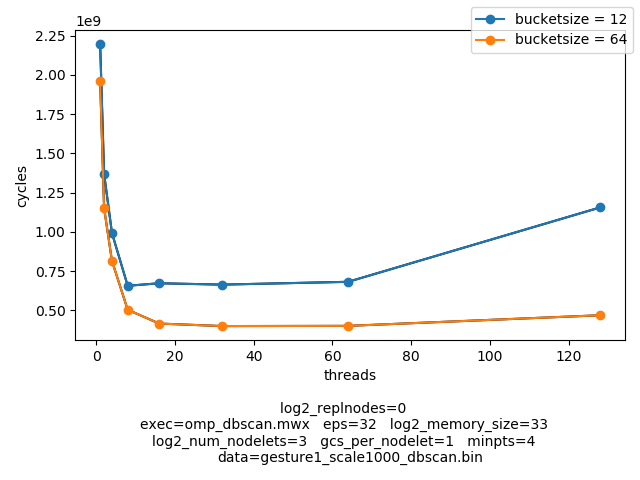 1e9
bucketsize = 12
bucketsize = 64
2.25
2.00
1.75
1.50
1.25
1.00
0.75
0.50
cycles
0 20 40 60 80 100 120
threads
log2_replnodes=0
exec=omp_dbscan.mwx eps=32 log2_memory_size=33
log2_num_nodelets=3 gcs_per_nodelet=1 minpts=4
data=gesture1_scale1000_dbscan.bin